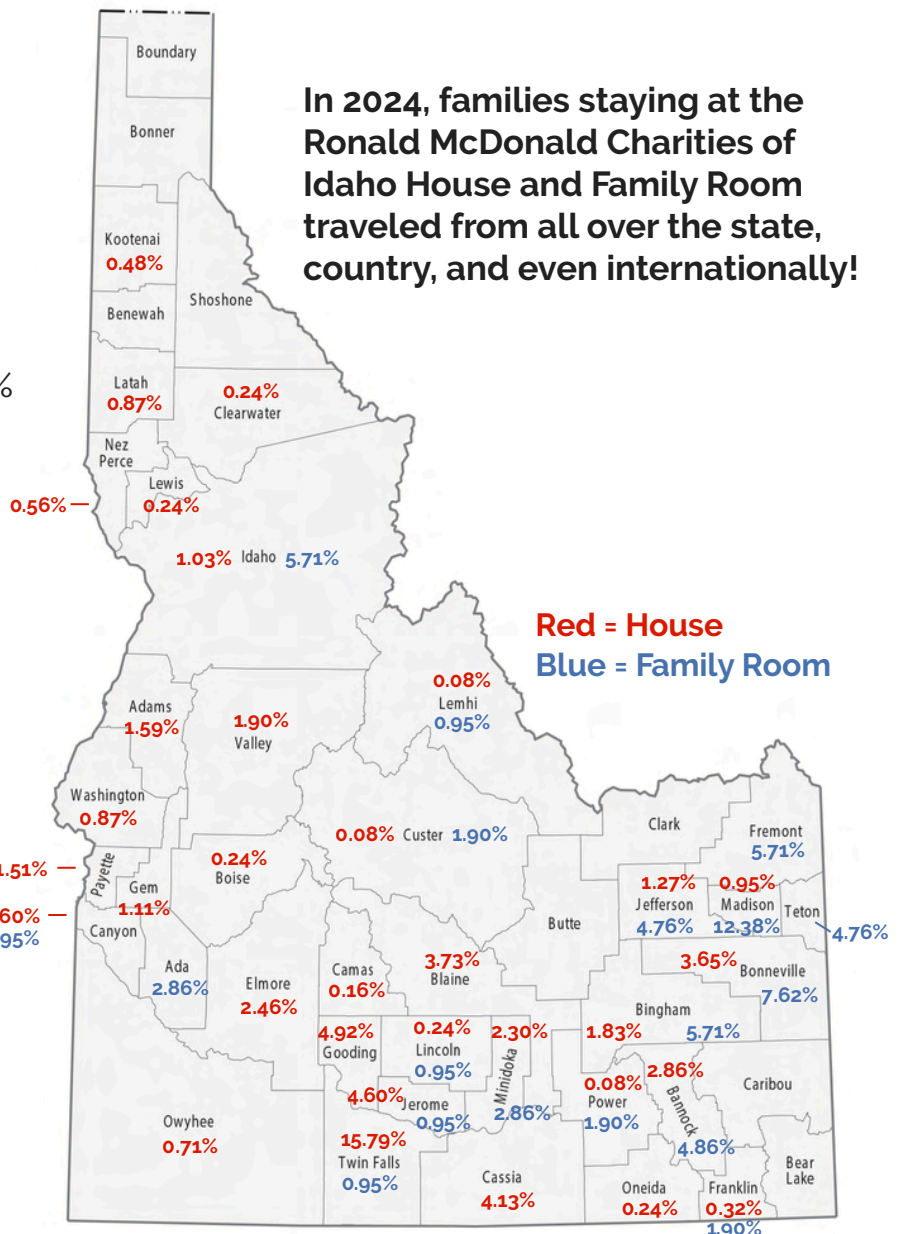 Boundary
In 2024, families staying at the
Ronald McDonald Charities of
Idaho House and Family Room
traveled from all over the state,
country, and even internationally!
Bonner
Kootenai
0.48%
Shoshone
Benewah
%
Latah
0.87%
0.24%
Clearwater
Nez
Perce
Lewis
0.24%
0.56%
1.03% Idaho 5.71%
Red = House
Blue = Family Room
0.08%
Lemhi
0.95%
Adams
1.59%
1.90%
Valley
Washington
0.87%
0.08% Custer 1.90%
Clark
Fremont
5.71%
.51%
Payette
Gem
1.11%
0.24%
Boise
1.27%
Jefferson
4.76%
0.95%
Madison
12.38%
Teton
4.76%
60%
95%
Canyon
Butte
Ada
2.86%
Elmore
2.46%
Camas
0.16%
3.73%
Blaine
3.65%
Bonneville
7.62%
Bingham
1.83% 5.71%
4.92%
Gooding
0.24%
Lincoln
0.95%
2.30%
Minidoka
2.86%
4.60%
Jerome
0.95%
0.08%
Power
1.90%
2.86%
Bannock
4.86%
Caribou
Owyhee
0.71%
15.79%
Twin Falls
0.95%
Cassia
4.13%
Oneida
0.24%
Franklin
0.32%
1.90%
Bear
Lake